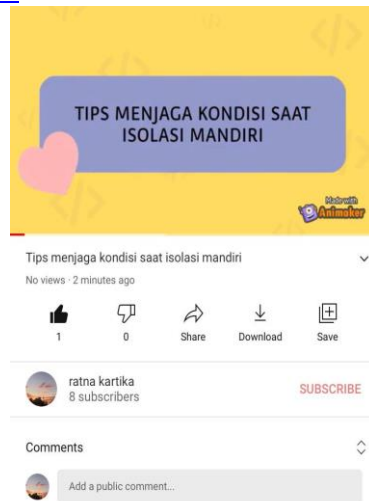 TIPS MENJAGA KONDISI SAAT
ISOLASI MANDIRI
Made with
Animaker
Tips menjaga kondisi saat isolasi mandiri
No views · 2 minutes ago
1
0
Share
Download
Save
ratna kartika
8 subscribers
SUBSCRIBE
Comments
Add a public comment...